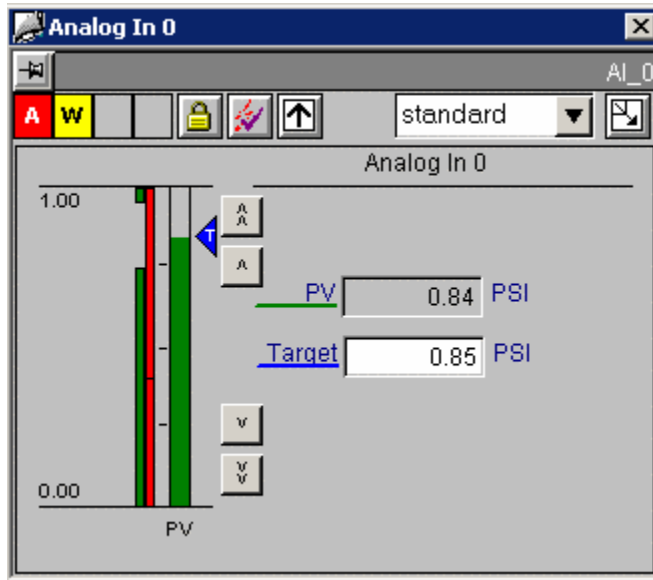 Analog In 0
AI_0
A W standard
Analog In 0
1.00
T
PV 0.84 PSI
Target 0.85 PSI
0.00
PV